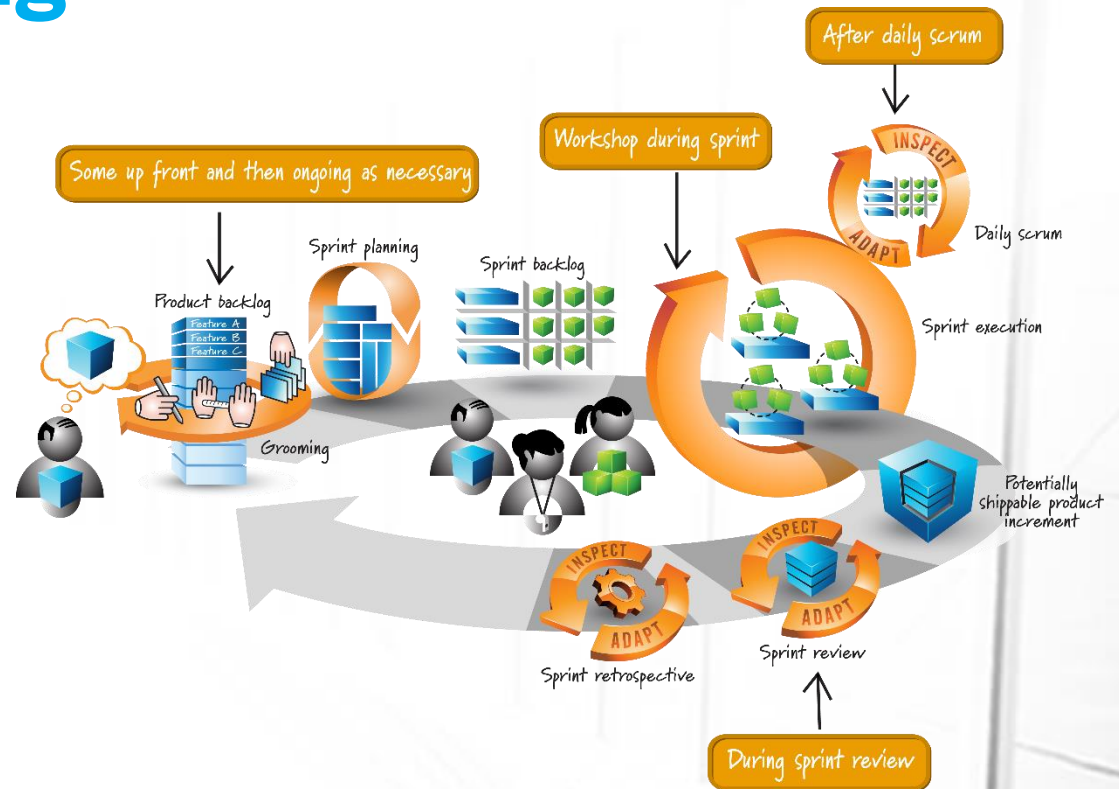 After daily scrum
Workshop during sprint
Some up front and then ongoing as necessary
INSPECT
ADAPT
Daily scrum
Sprint planning
Sprint backlog
Product backlog
Feature A
Feature B
Feature C
Sprint execution
Grooming
Potentially
shippable product
increment
INSPECT
ADAPT
Sprint review
INSPECT
ADAPT
Sprint retrospective
During sprint review